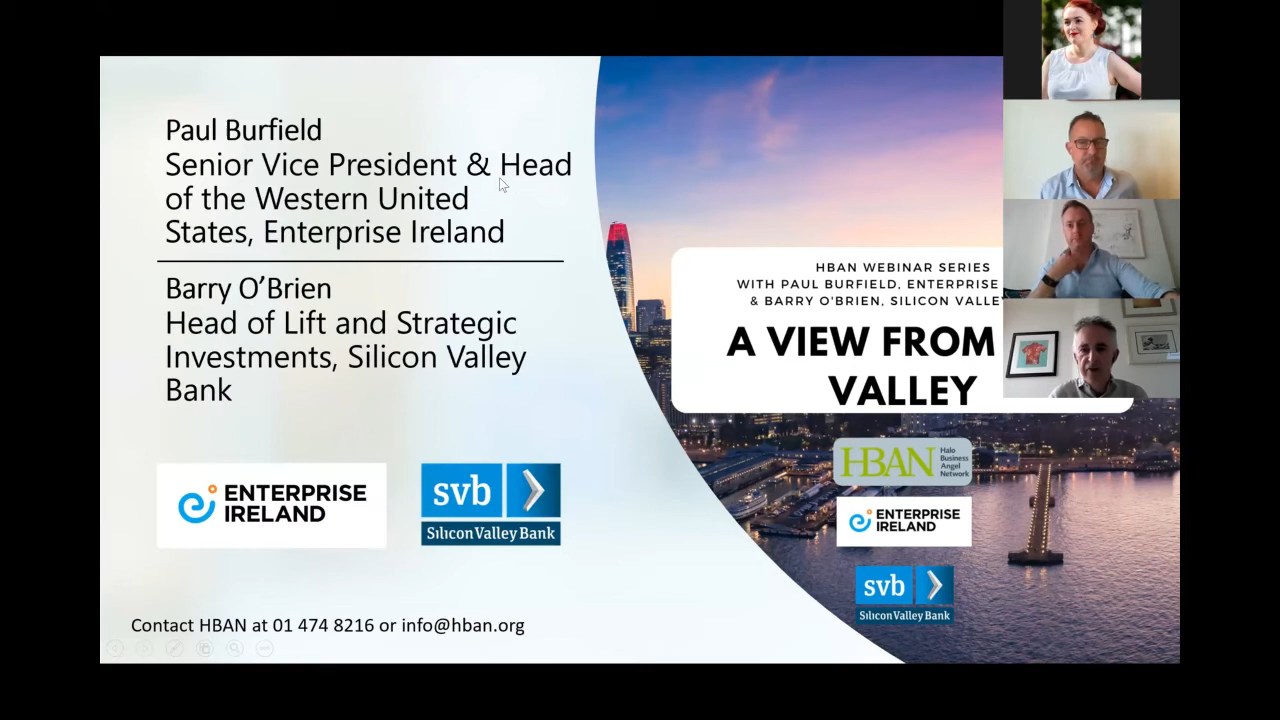 Paul Burfield
Senior Vice President & Head
of the Western United
States, Enterprise Ireland
Barry O’Brien
Head of Lift and Strategic
Investments, Silicon Valley
Bank
ENTERPRISE
IRELAND
svb
Silicon Valley Bank
Contact HBAN at 01 474 8216 or info@hban.org
HBAN WEBINAR SERIES
WITH PAUL BURFIELD, ENTERPRISE
& BARRY O'BRIEN, SILICON
A VIEW FROM
VALLEY
HBAN
Halo
Business
Angel
Network
ENTERPRISE
IRELAND
svb
Silicon Valley Bank